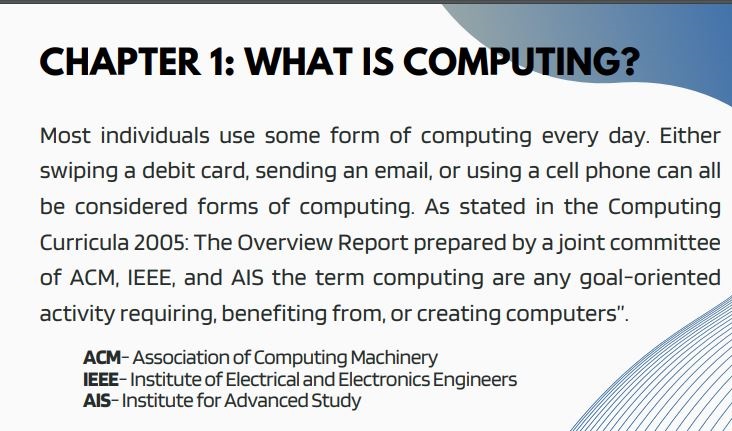 CHAPTER 1: WHAT IS COMPUTING?
Most individuals use some form of computing every day. Either
swiping a debit card, sending an email, or using a cell phone can all
be considered forms of computing. As stated in the Computing
Curricula 2005: The Overview Report prepared by a joint committee
of ACM, IEEE, and AIS the term computing are any goal-oriented
activity requiring, benefiting from, or creating computers”.
ACM- Association of Computing Machinery
IEEE- Institute of Electrical and Electronics Engineers
AIS- Institute for Advanced Study